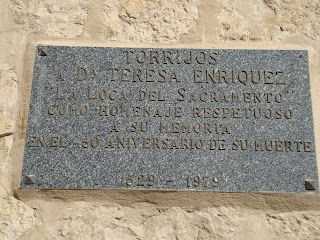 TORRIJOS
A Dª TERESA ENRIQUEZ
"LA LOCA DEL SACRAMENTO"
COMO HOMENAJE RESPETUOSO
A SU MEMORIA
EN EL 450 ANIVERSARIO DE SU MUERTE
1529 - 1979